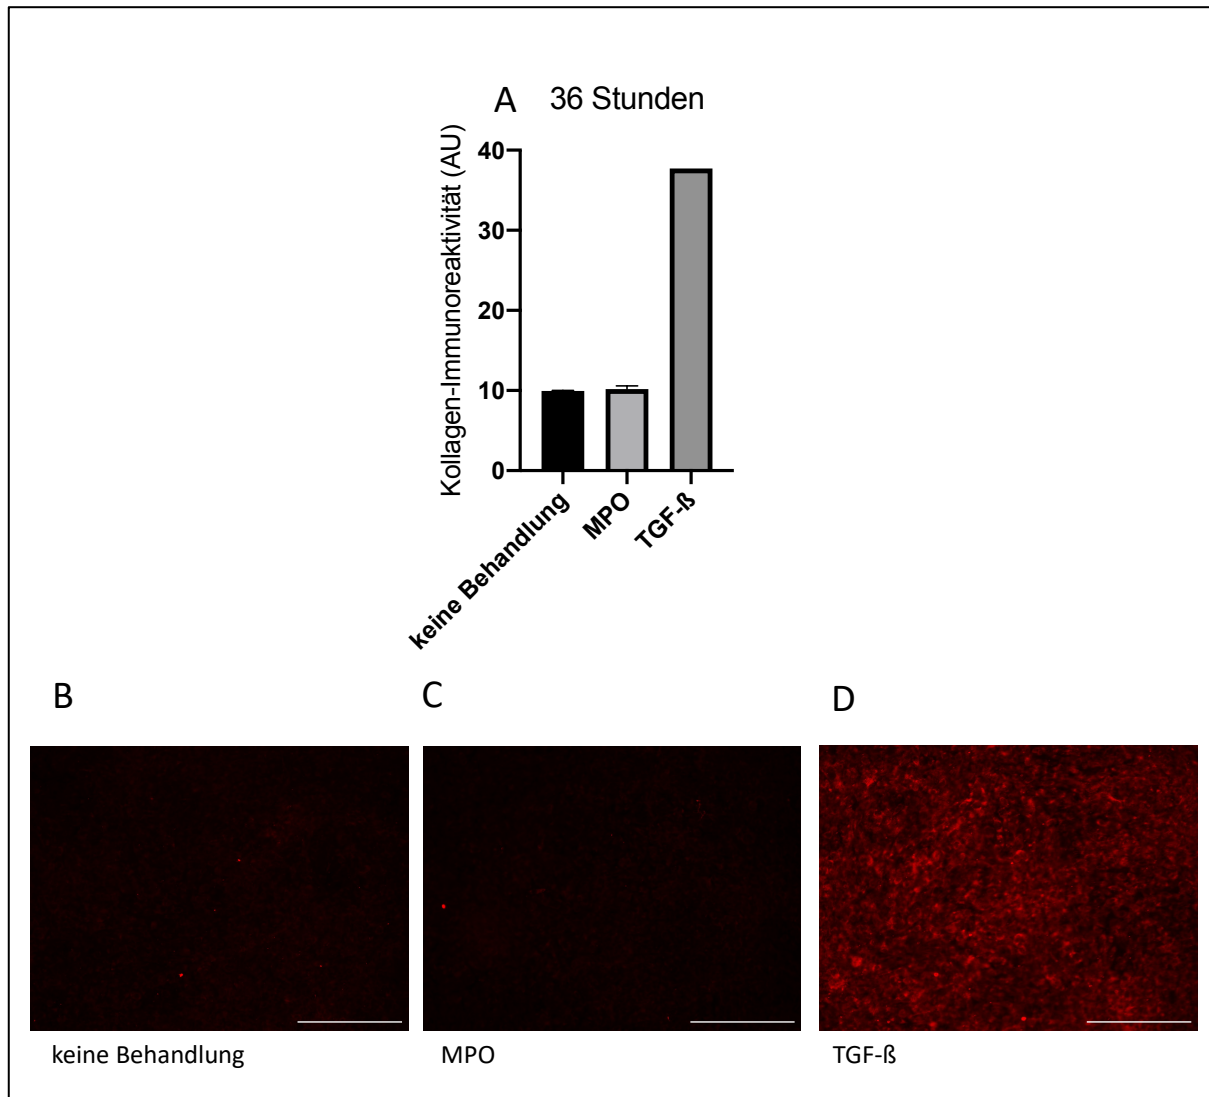 A 36 Stunden
Kollagen-Immunoreaktivität (AU)
40
30
20
10
0
keine Behandlung
MPO
TGF-ß
B
C
D
keine Behandlung
MPO
TGF-ß